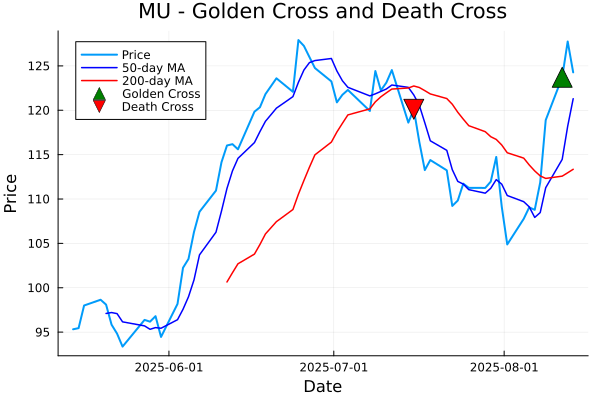 MU - Golden Cross and Death Cross
Price
50-day MA
200-day MA
Golden Cross
Death Cross
125
120
115
110
105
100
95
Price
2025-06-01
2025-07-01
2025-08-01
Date